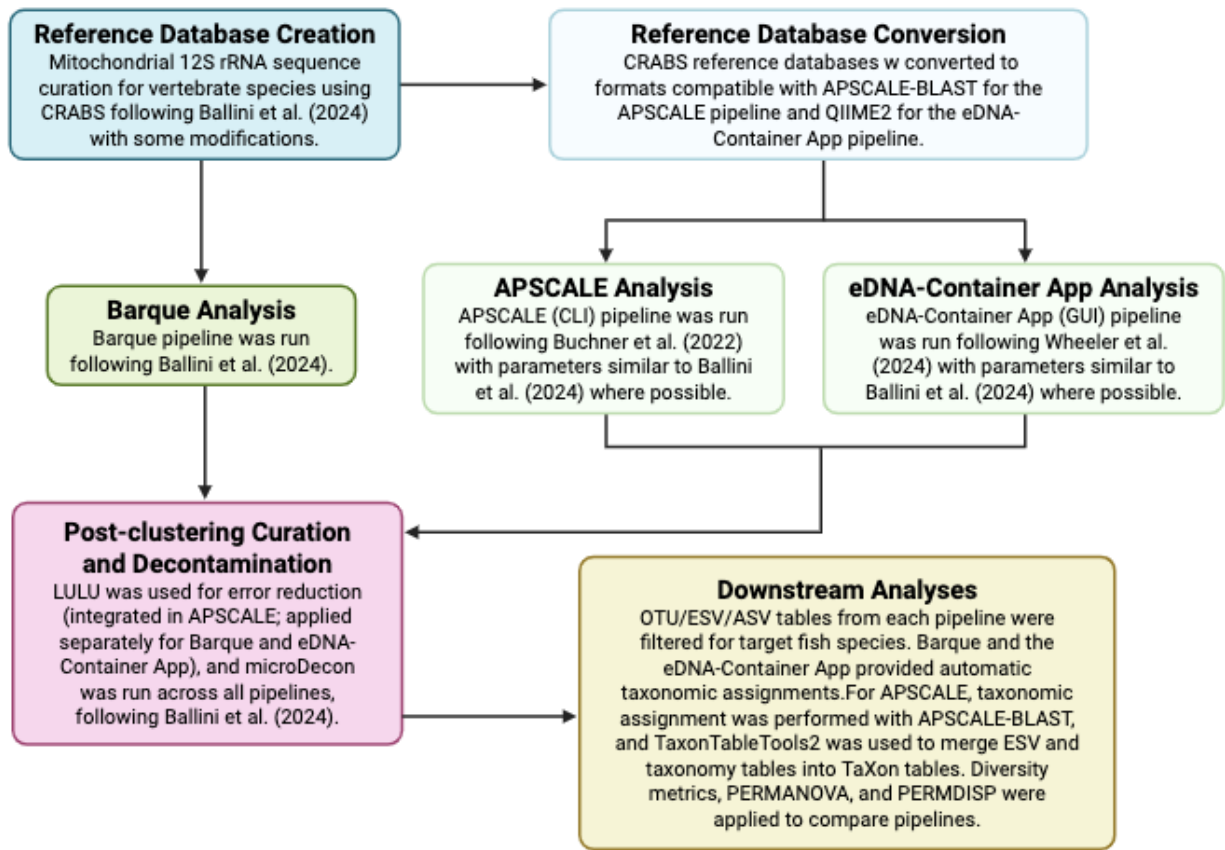 Reference Database Creation
Mitochondrial 12S rRNA sequence
curation for vertebrate species using
CRABS following Ballini et al. (2024)
with some modifications.
Reference Database Conversion
CRABS reference databases w converted to
formats compatible with APSCALE-BLAST for the
APSCALE pipeline and QIIME2 for the eDNA-
Container App pipeline.
Barque Analysis
Barque pipeline was run
following Ballini et al. (2024).
APSCALE Analysis
APSCALE (CLI) pipeline was run
following Buchner et al. (2022)
with parameters similar to Ballini
et al. (2024) where possible.
eDNA-Container App Analysis
eDNA-Container App (GUI) pipeline
was run following Wheeler et al.
(2024) with parameters similar to
Ballini et al. (2024) where possible.
Post-clustering Curation
and Decontamination
LULU was used for error reduction
(integrated in APSCALE; applied
separately for Barque and eDNA-
Container App), and microDecon
was run across all pipelines,
following Ballini et al. (2024).
Downstream Analyses
OTU/ESV/ASV tables from each pipeline were
filtered for target fish species. Barque and the
eDNA-Container App provided automatic
taxonomic assignments.For APSCALE, taxonomic
assignment was performed with APSCALE-BLAST,
and TaxonTableTools2 was used to merge ESV and
taxonomy tables into TaXon tables. Diversity
metrics, PERMANOVA, and PERMDISP were
applied to compare pipelines.